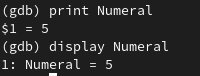 (gdb) print Numeral
$1 = 5
(gdb) display Numeral
1: Numeral = 5